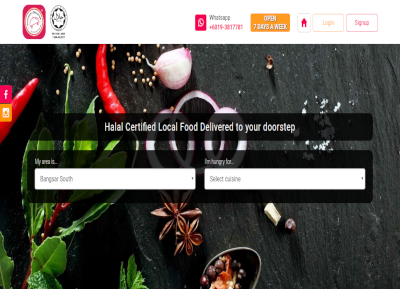 Whatsapp
+6019-3817781
OPEN
7 DAYS A WEEK
Login
Signup
Halal Certified Local Food Delivered to your doorstep
My area is...
I'm hungry for...
Bangsar South
Select cuisine